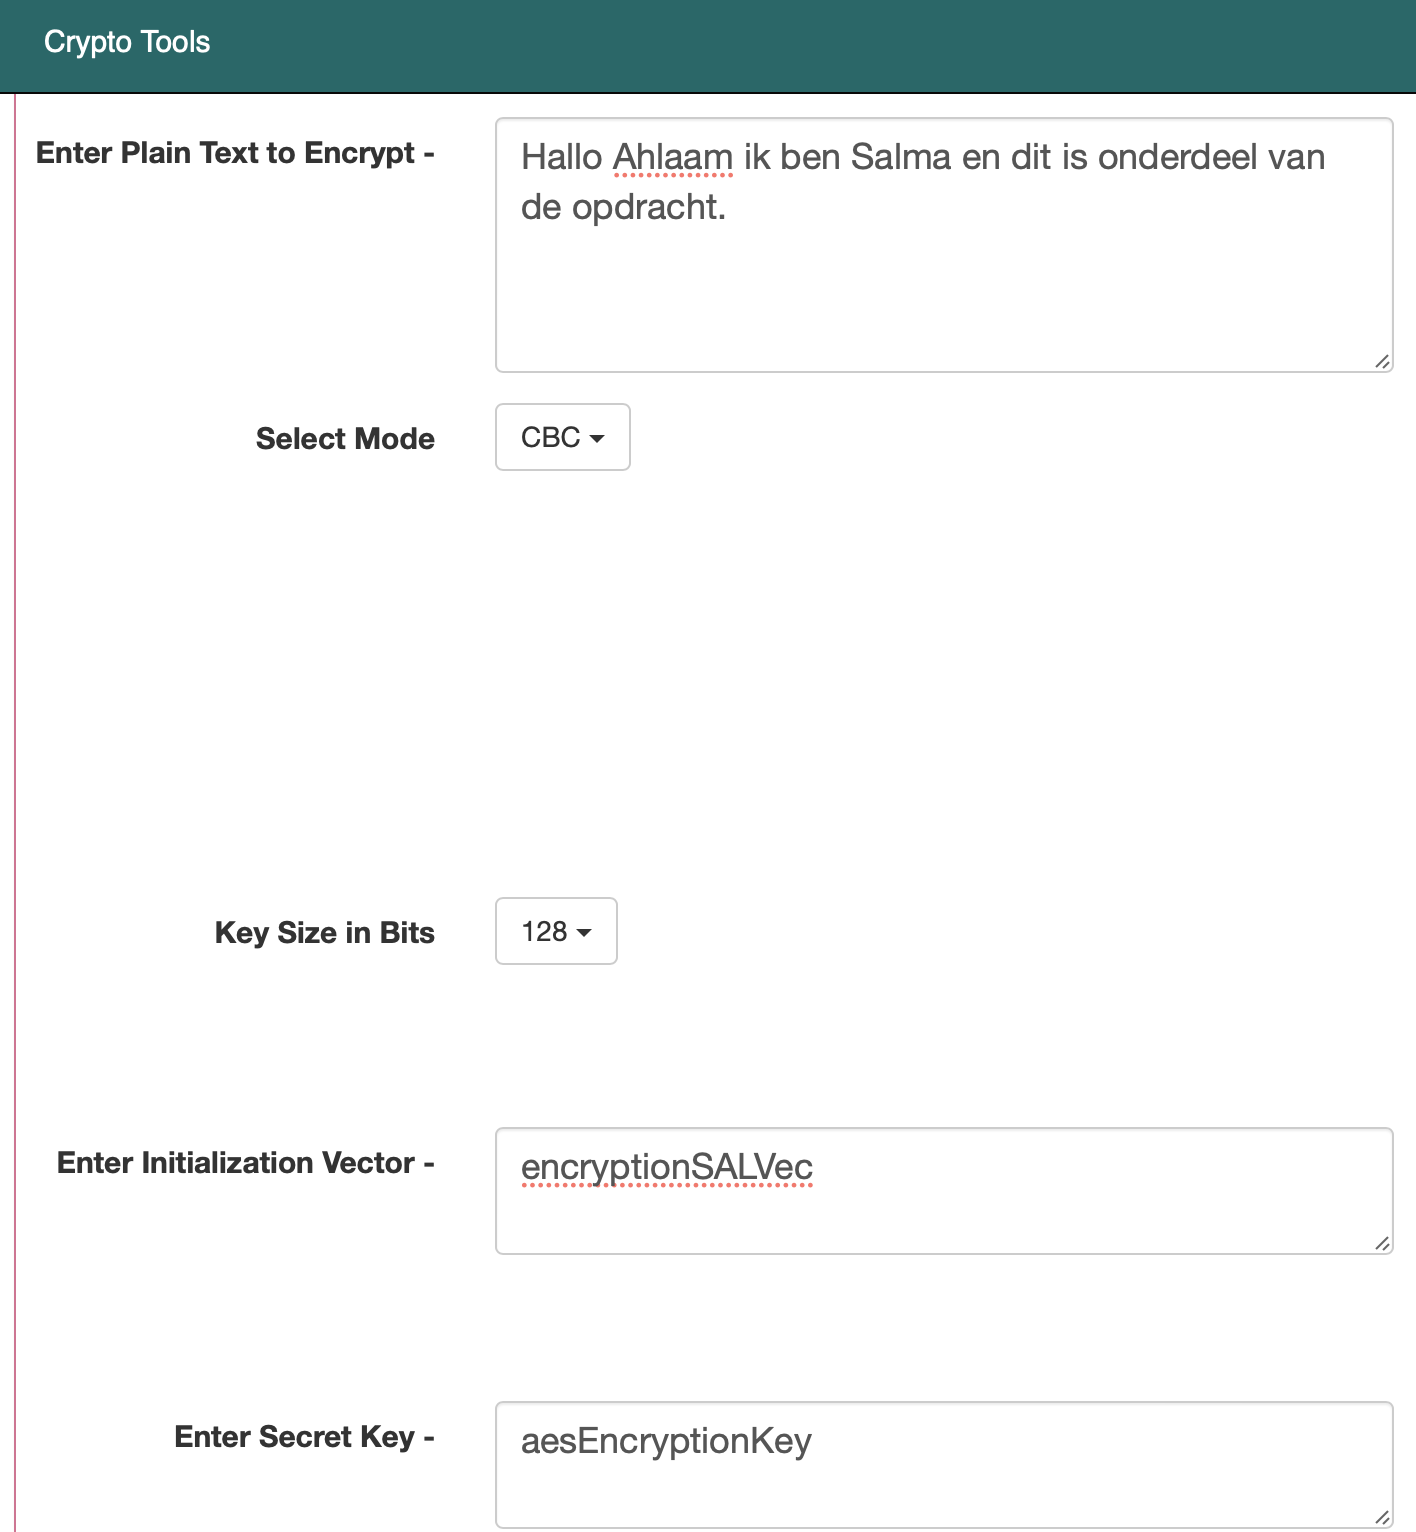 Crypto Tools
Enter Plain Text to Encrypt -
Hallo Ahlaam ik ben Salma en dit is onderdeel van
de opdracht.
Select Mode
CBC
Key Size in Bits
128
Enter Initialization Vector -
encryptionSALVec
Enter Secret Key -
aesEncryptionKey